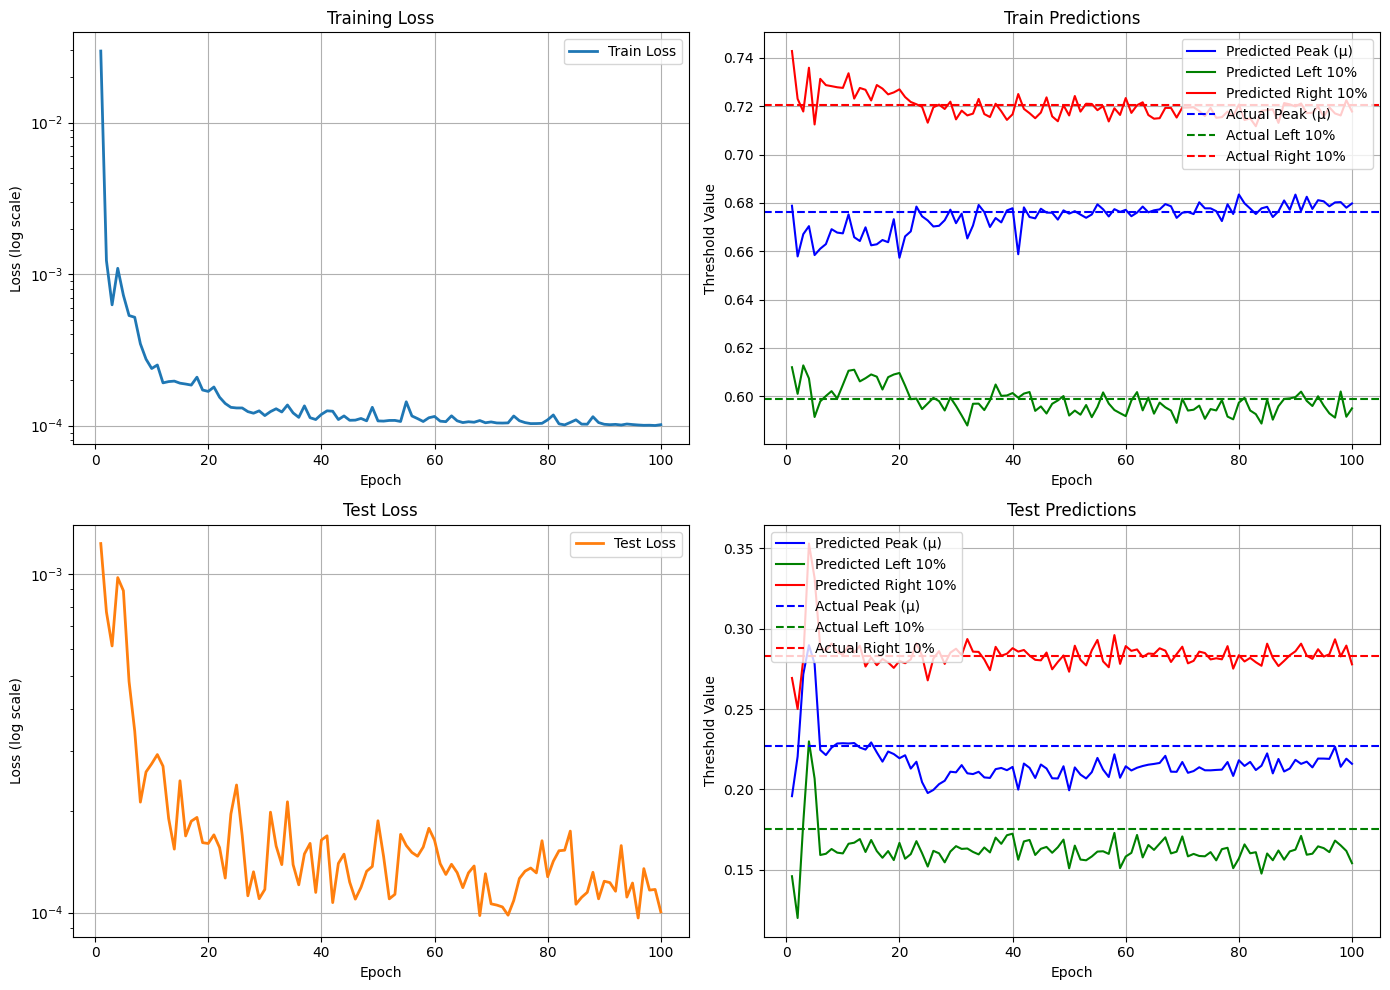 Training Loss
Train Loss
Loss (log scale)
10⁻²
10⁻³
10⁻⁴
0 20 40 60 80 100
Epoch
Train Predictions
Predicted Peak (μ)
Predicted Left 10%
Predicted Right 10%
Actual Peak (μ)
Actual Left 10%
Actual Right 10%
Threshold Value
0.74
0.72
0.70
0.68
0.66
0.64
0.62
0.60
0 20 40 60 80 100
Epoch
Test Loss
Test Loss
Loss (log scale)
10⁻³
10⁻⁴
0 20 40 60 80 100
Epoch
Test Predictions
Predicted Peak (μ)
Predicted Left 10%
Predicted Right 10%
Actual Peak (μ)
Actual Left 10%
Actual Right 10%
Threshold Value
0.35
0.30
0.25
0.20
0.15
0 20 40 60 80 100
Epoch